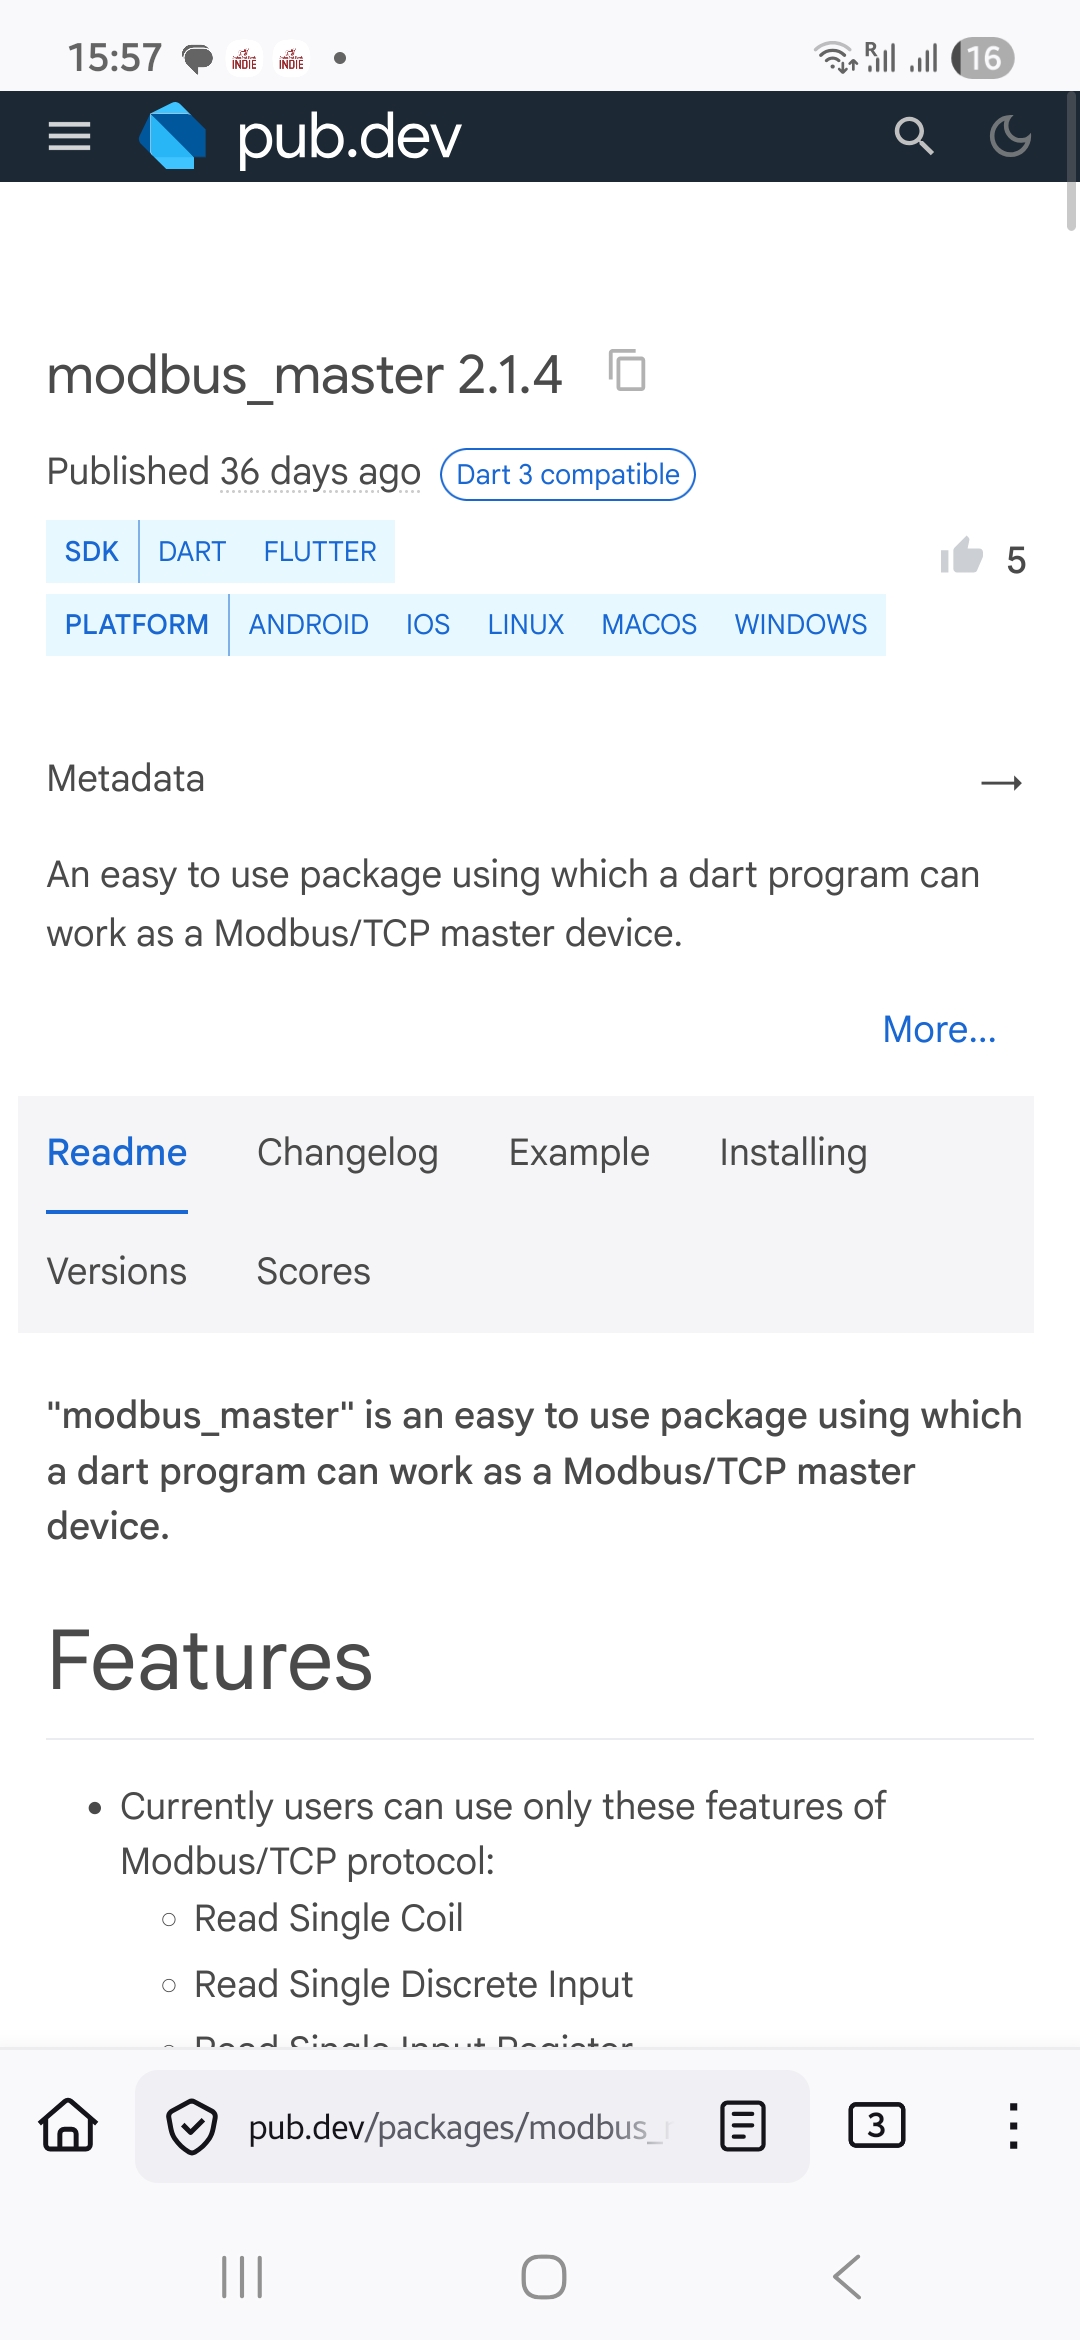 15:57
INDIE
INDIE
R
16
pub.dev
modbus_master 2.1.4
Published 36 days ago
Dart 3 compatible
SDK DART FLUTTER
5
PLATFORM ANDROID IOS LINUX MACOS WINDOWS
Metadata
An easy to use package using which a dart program can
work as a Modbus/TCP master device.
More...
Readme Changelog Example Installing
Versions Scores
"modbus_master" is an easy to use package using which
a dart program can work as a Modbus/TCP master
device.
Features
• Currently users can use only these features of
Modbus/TCP protocol:
◦ Read Single Coil
◦ Read Single Discrete Input
◦ Read Single Input Register
pub.dev/packages/modbus_
3